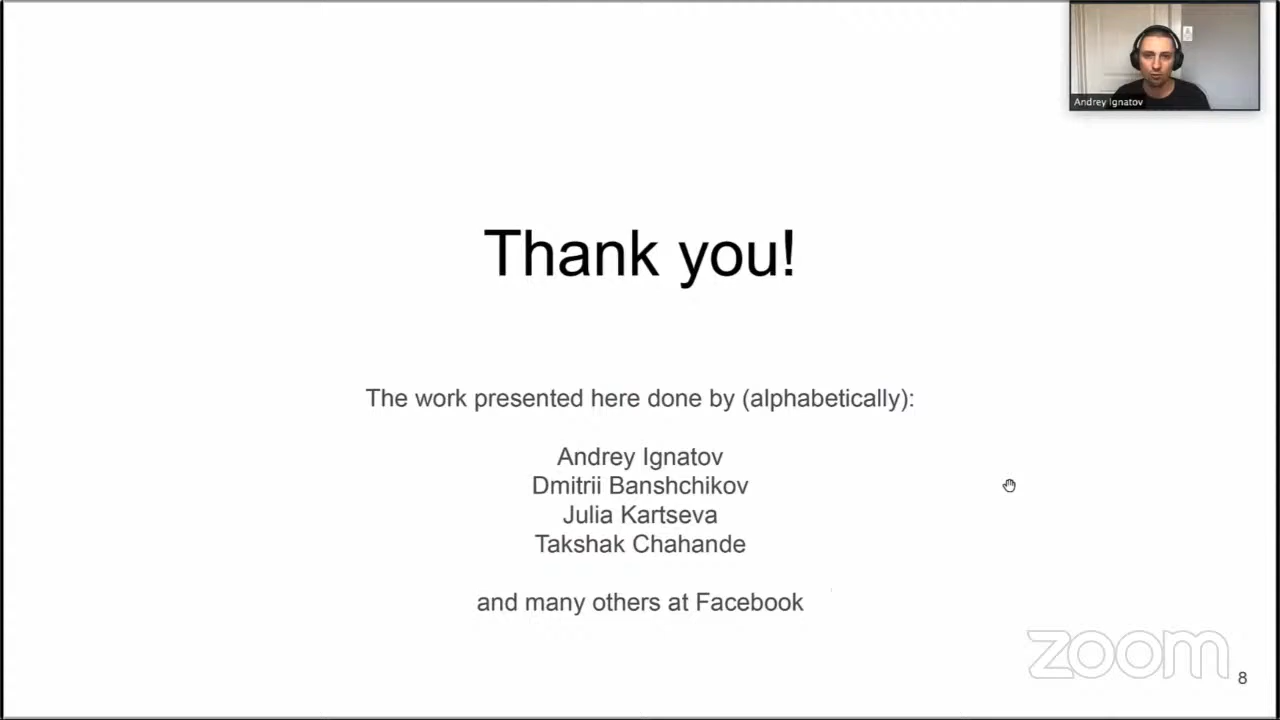 Andrey Ignatov
Thank you!
The work presented here done by (alphabetically):
Andrey Ignatov
Dmitrii Banshchikov
Julia Kartseva
Takshak Chahande
and many others at Facebook
zoom
8